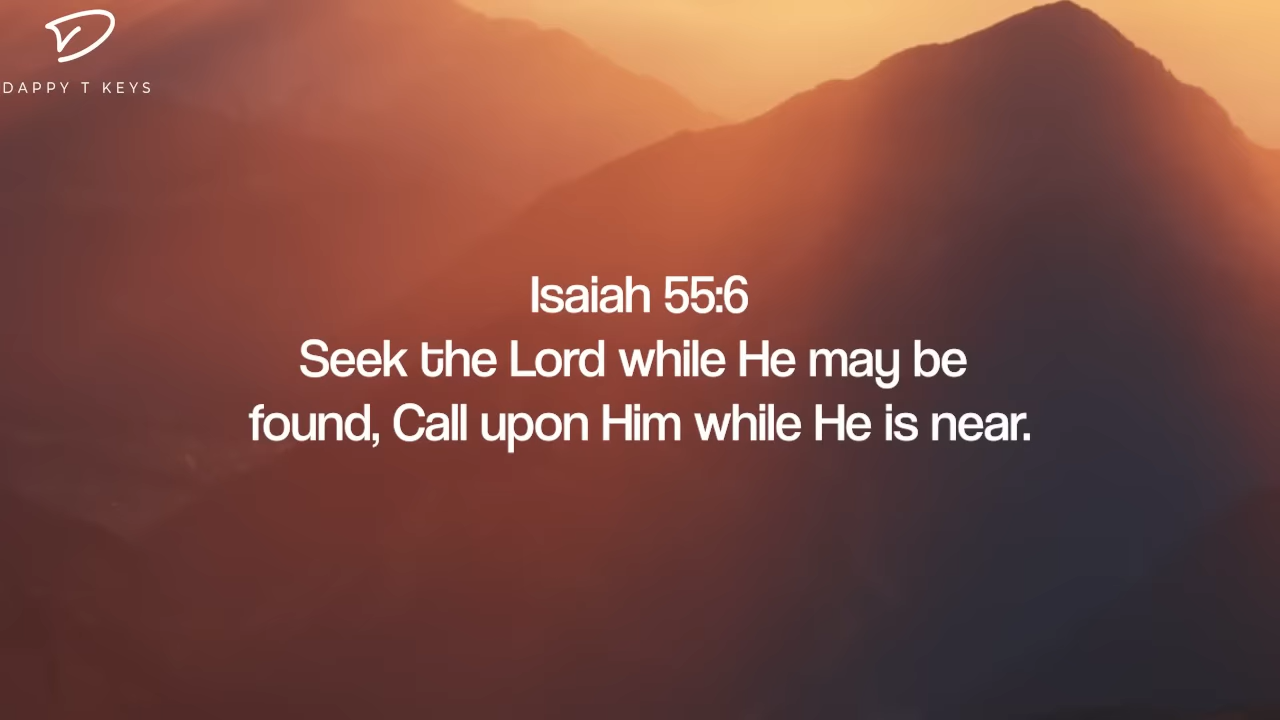 DAPPY T KEYS
Isaiah 55:6
Seek the Lord while He may be
found, Call upon Him while He is near.